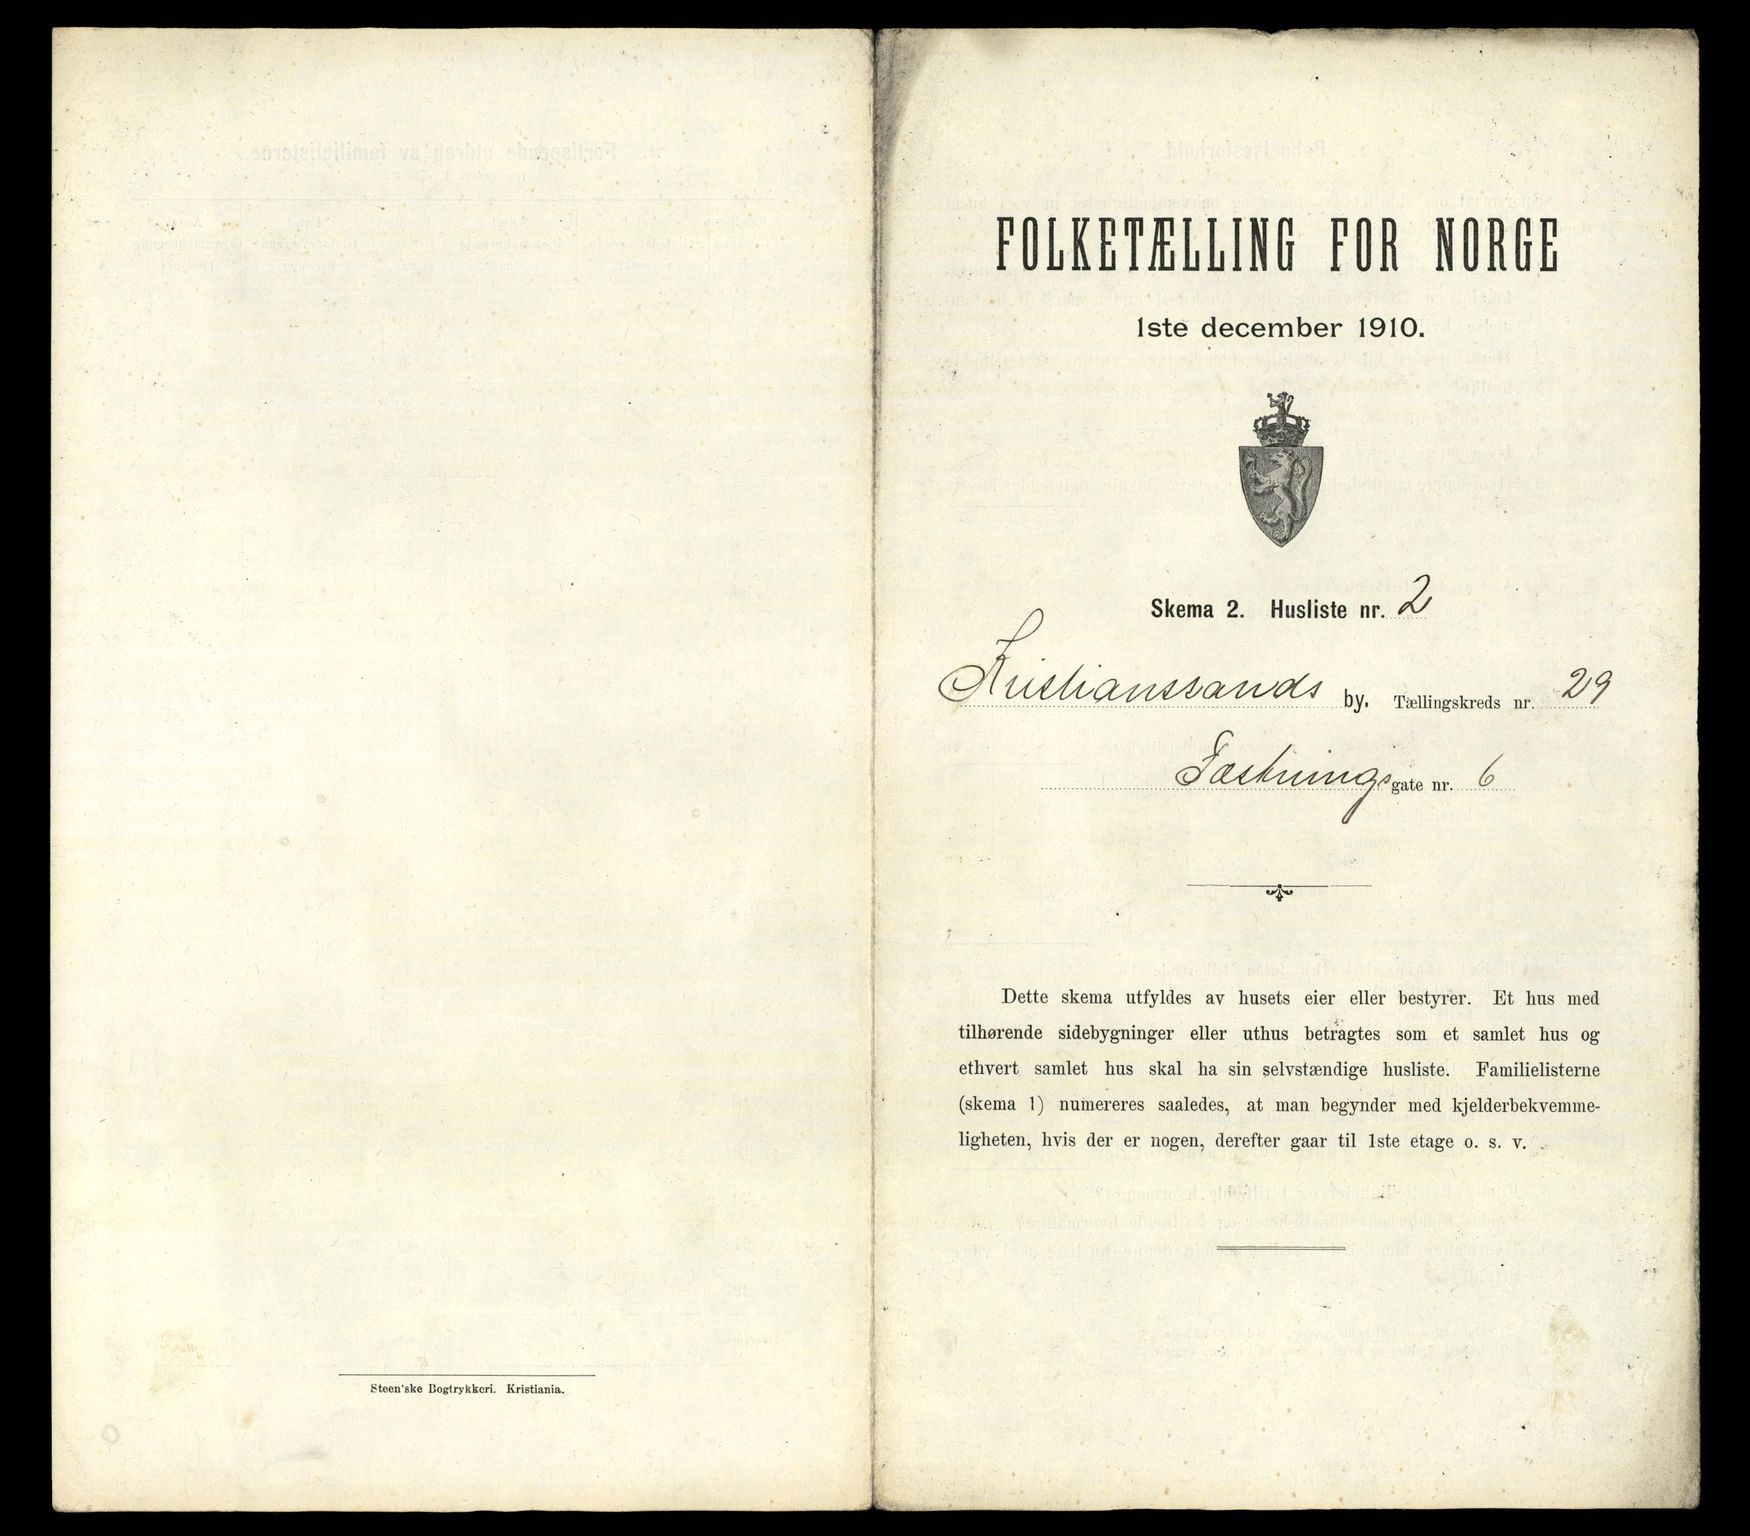 Steen'ske Bogtrykkeri. Kristiania.
FOLKETÆLLING FOR NORGE
1ste december 1910.
Skema 2. Husliste nr. 2
Kristianssands by. Tællingskreds nr. 29
Fæstningsgate nr. 6
Dette skema utfyldes av husets eier eller bestyrer. Et hus med
tilhørende sidebygninger eller uthus betragtes som et samlet hus og
ethvert samlet hus skal ha sin selvstændige husliste. Familielisterne
(skema 1) numereres saaledes, at man begynder med kjelderbekvemme-
ligheten, hvis der er nogen, derefter gaar til 1ste etage o. s. v.